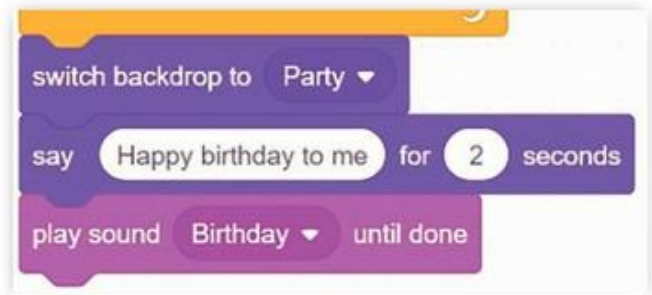 switch backdrop to Party
say Happy birthday to me for 2 seconds
play sound Birthday until done